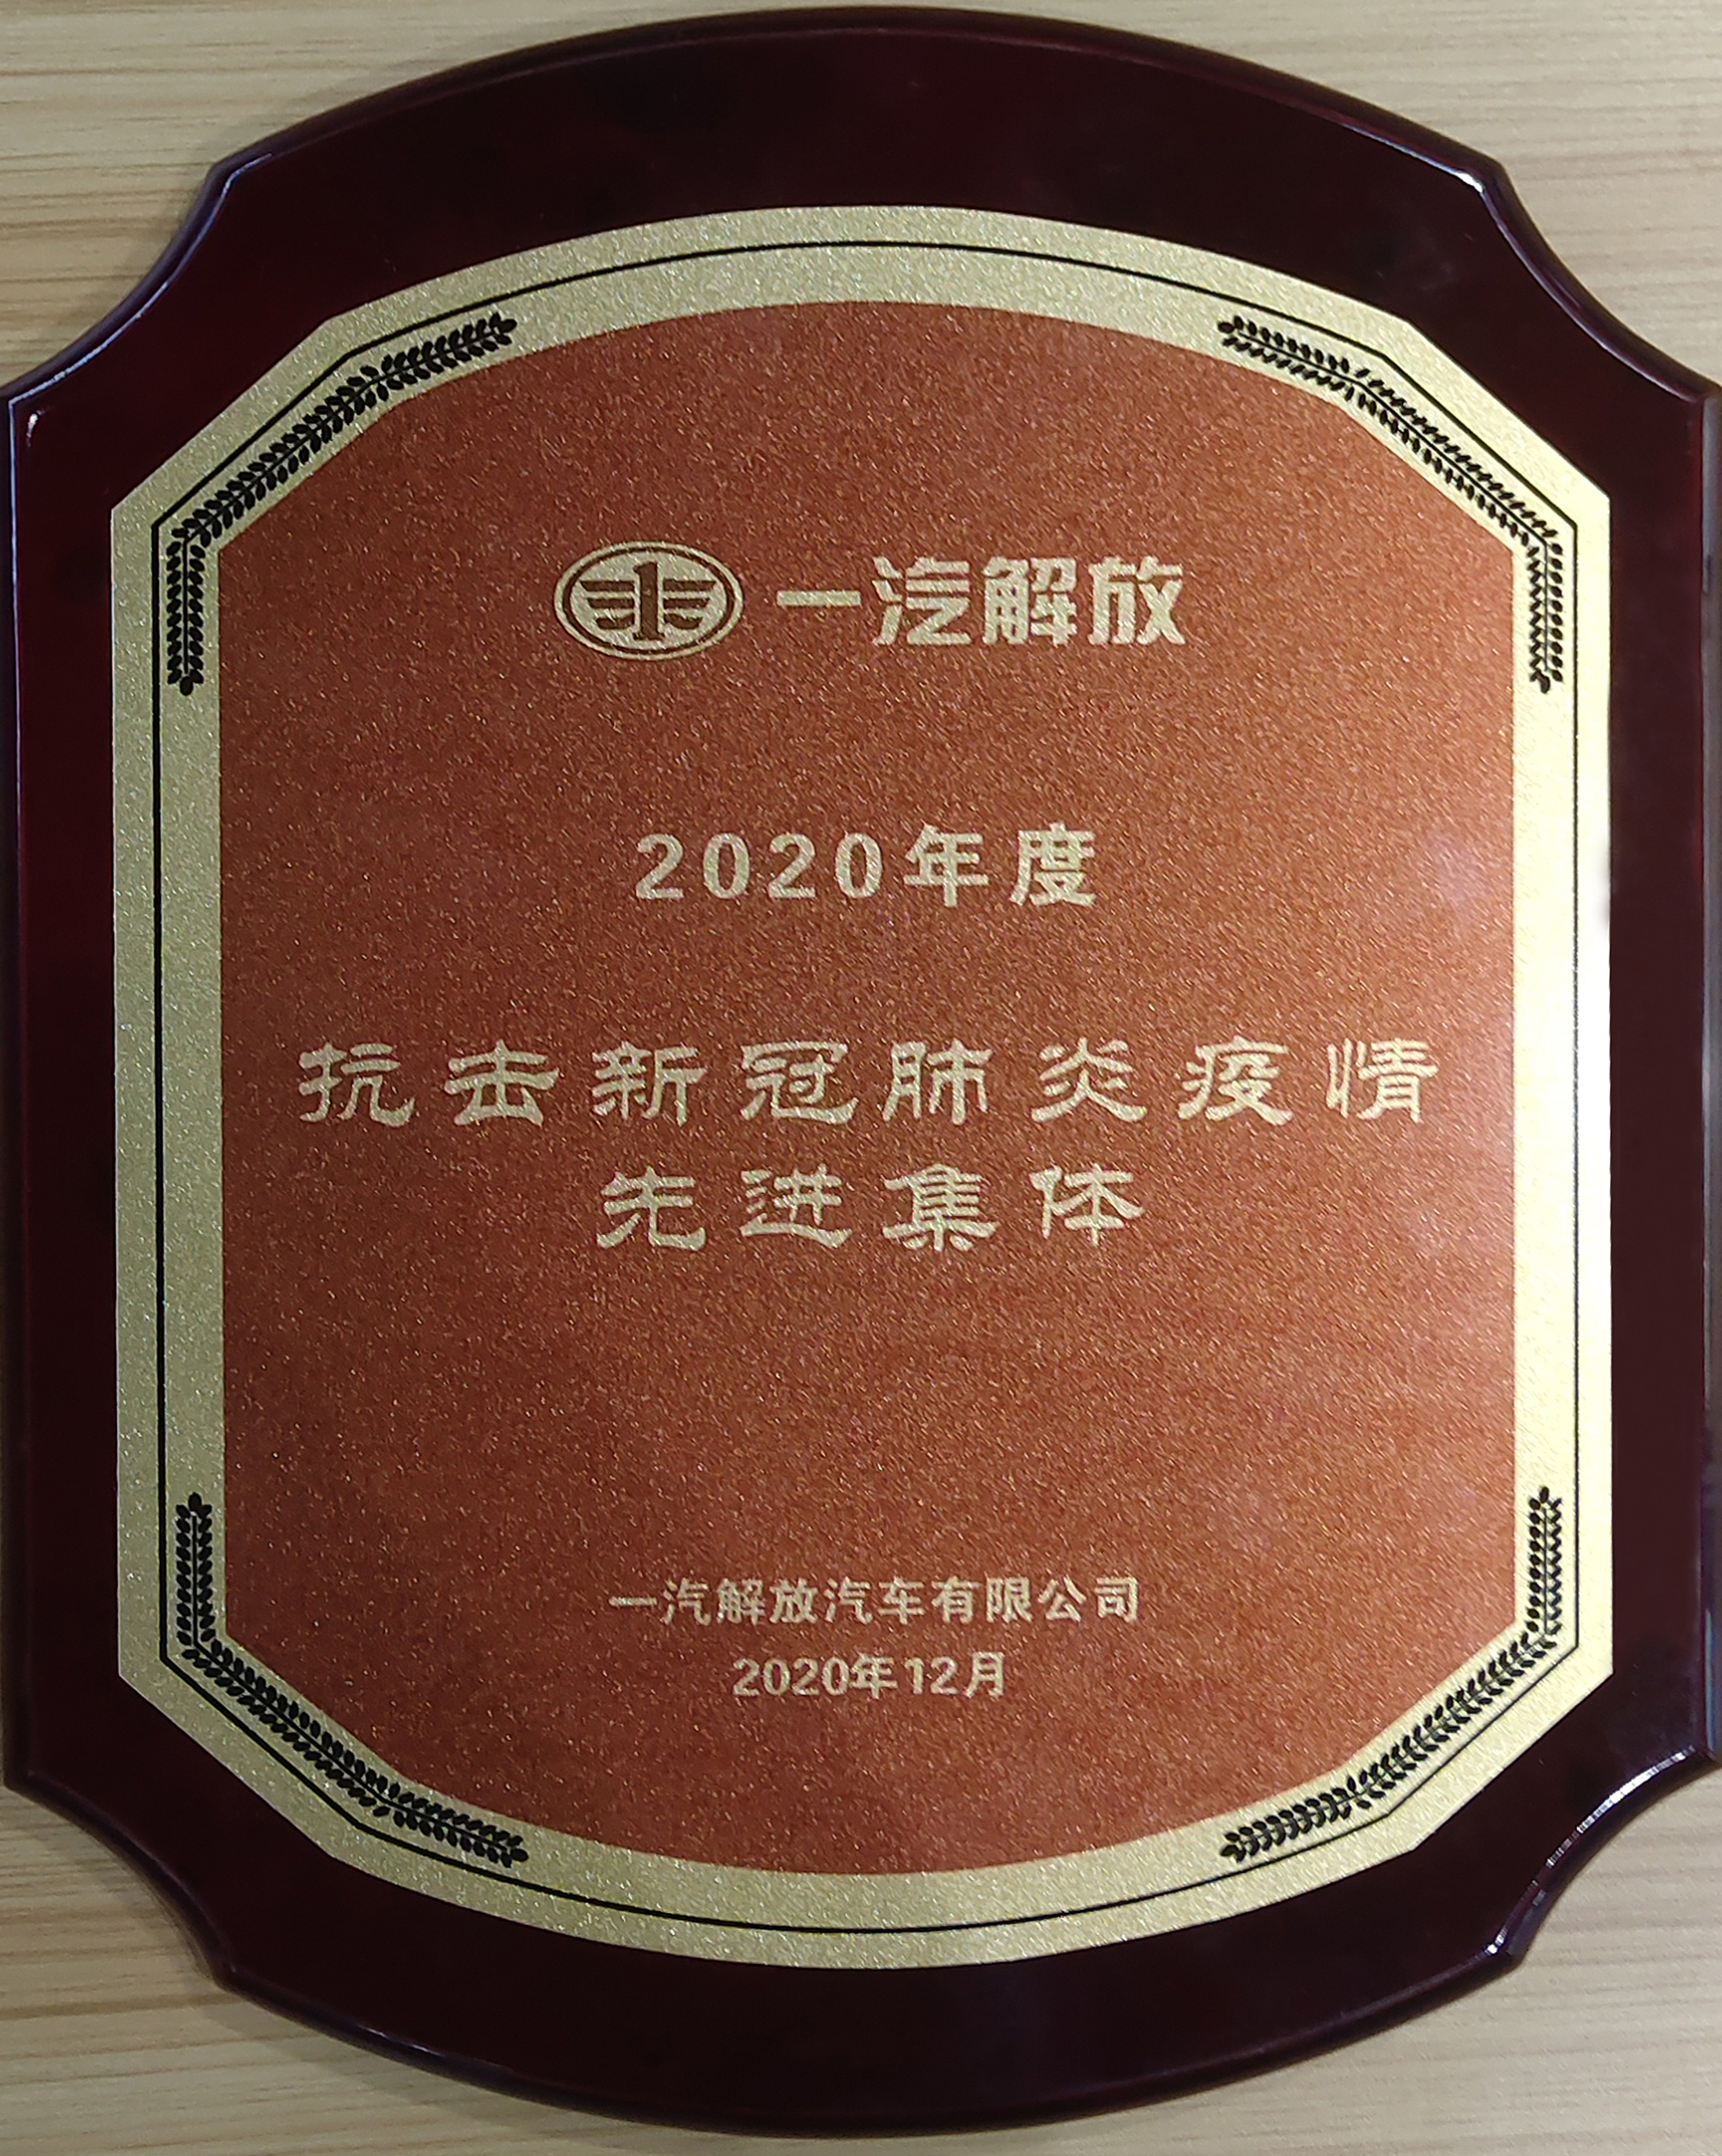 一汽解放
2020年度
抗击新冠肺炎疫情
先进集体
一汽解放汽车有限公司
2020年12月